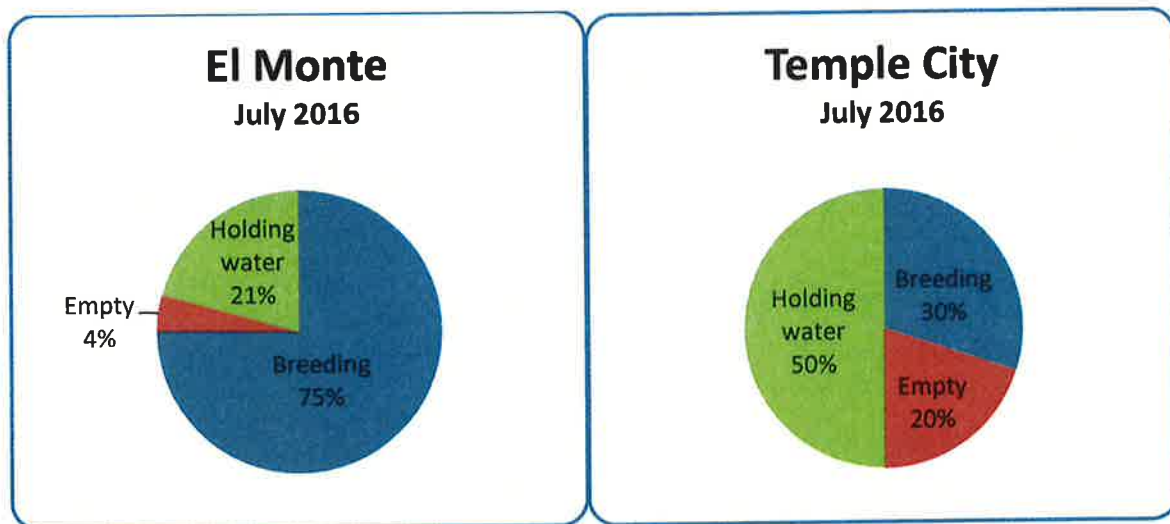 El Monte
July 2016
Holding
water
21%
Empty
4%
Breeding
75%
Temple City
July 2016
Breeding
30%
Holding
water
50%
Empty
20%